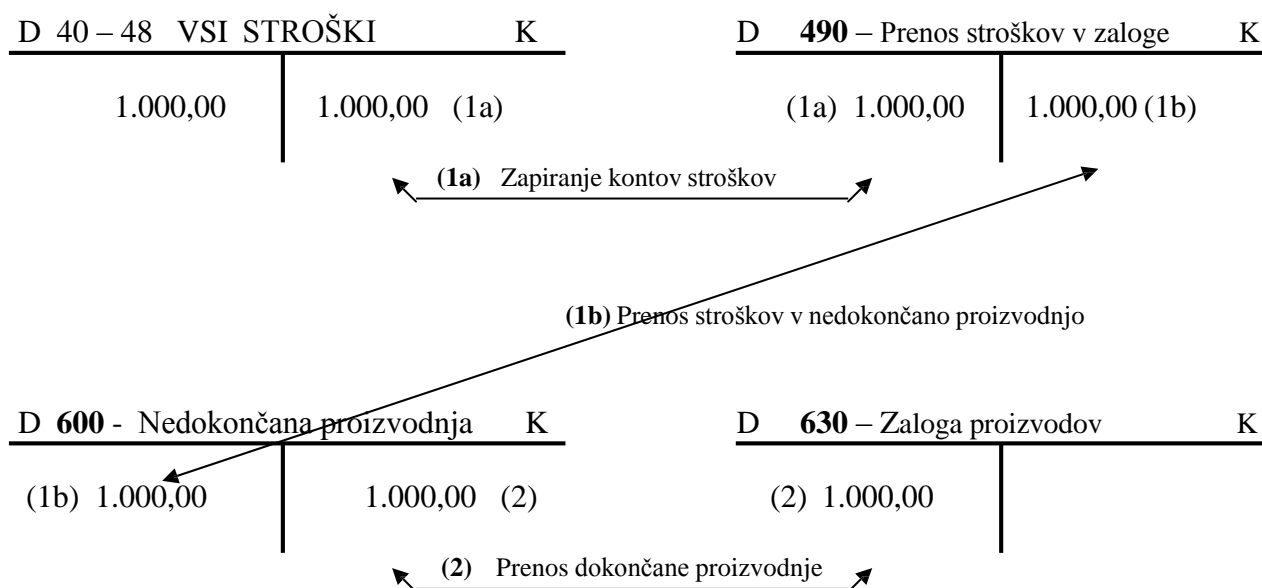 D 40 – 48 VSI STROŠKI K
D 490 – Prenos stroškov v zaloge K
1.000,00 1.000,00 (1a)
(1a) 1.000,00 1.000,00 (1b)
(1a) Zapiranje kontov stroškov
(1b) Prenos stroškov v nedokončano proizvodnjo
D 600 - Nedokončana proizvodnja K
D 630 – Zaloga proizvodov K
(1b) 1.000,00 1.000,00 (2)
(2) 1.000,00
(2) Prenos dokončane proizvodnje